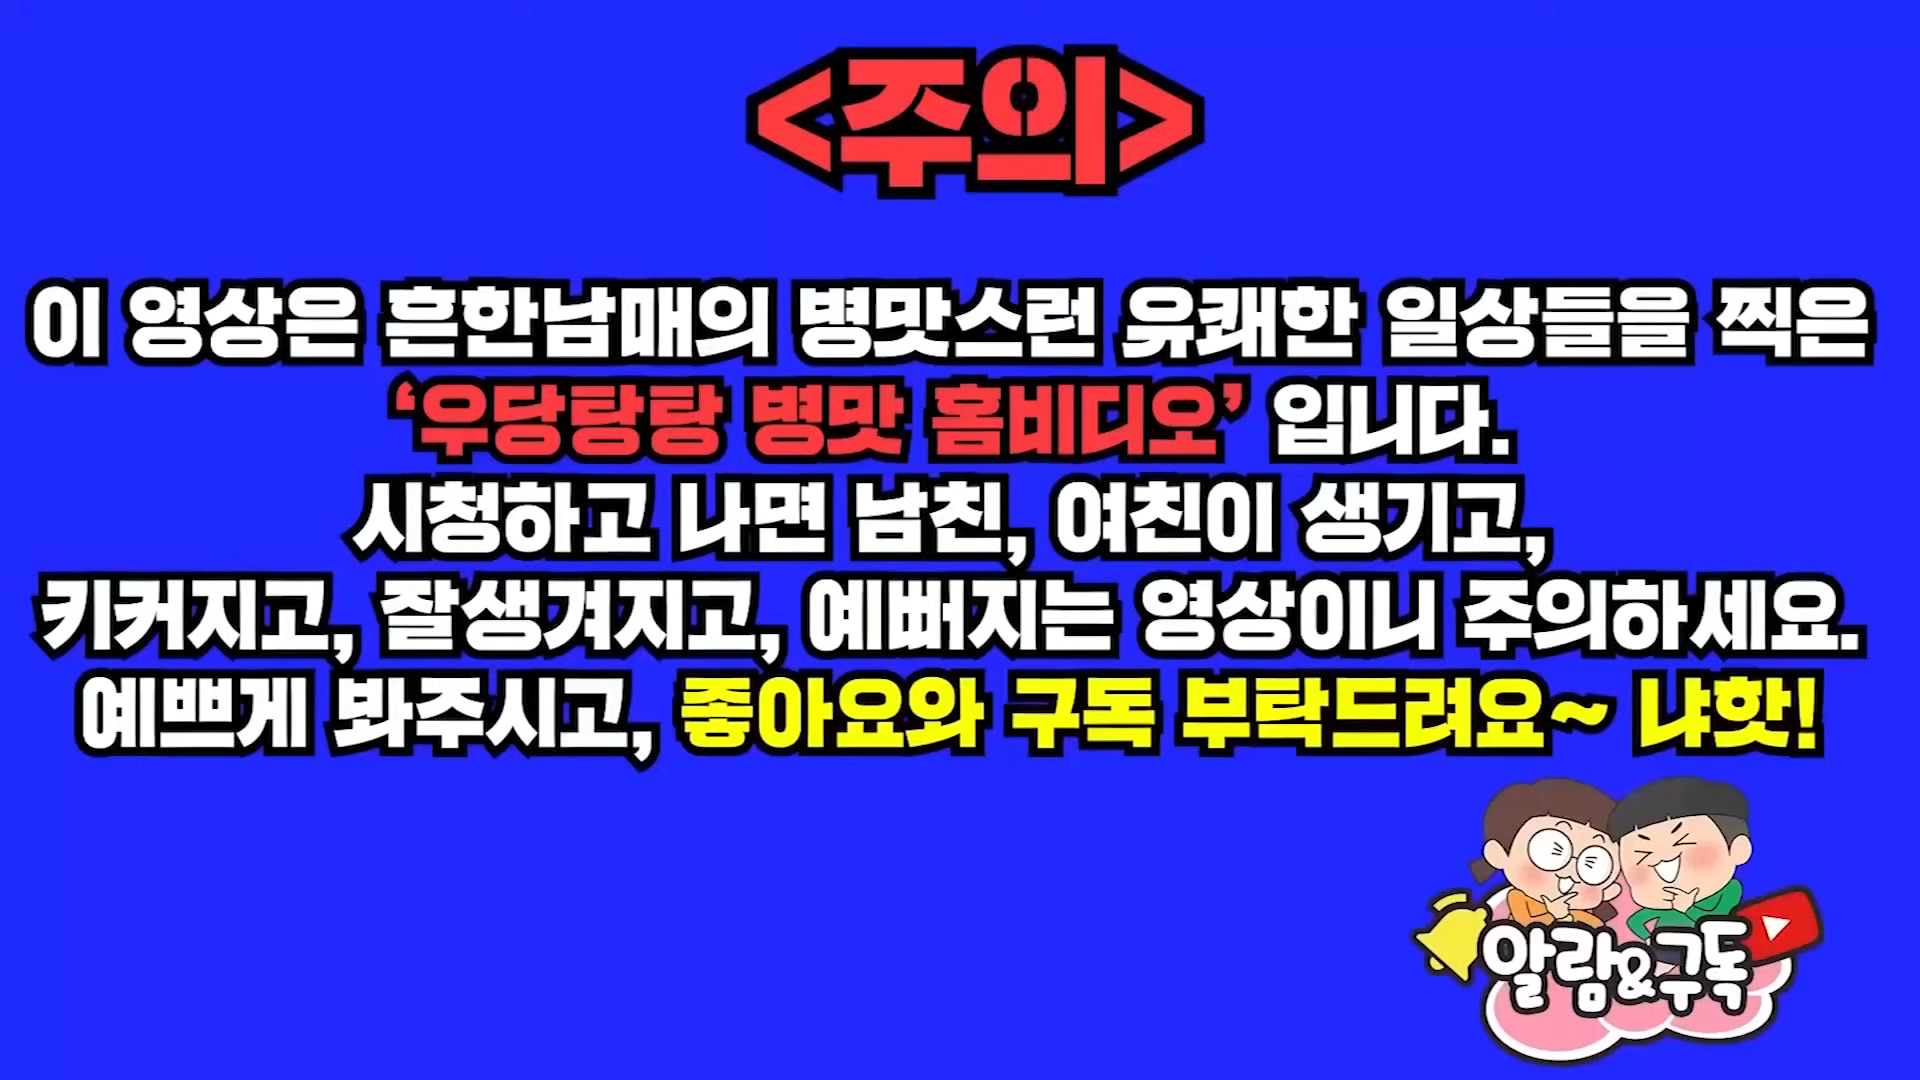 <주의>
이 영상은 흔한남매의 병맛스런 유쾌한 일상들을 찍은
‘우당탕탕 병맛 홈비디오’ 입니다.
시청하고 나면 남친, 여친이 생기고,
키커지고, 잘생겨지고, 예뻐지는 영상이니 주의하세요.
예쁘게 봐주시고, 좋아요와 구독 부탁드려요~ 냐핫!
알람&구독